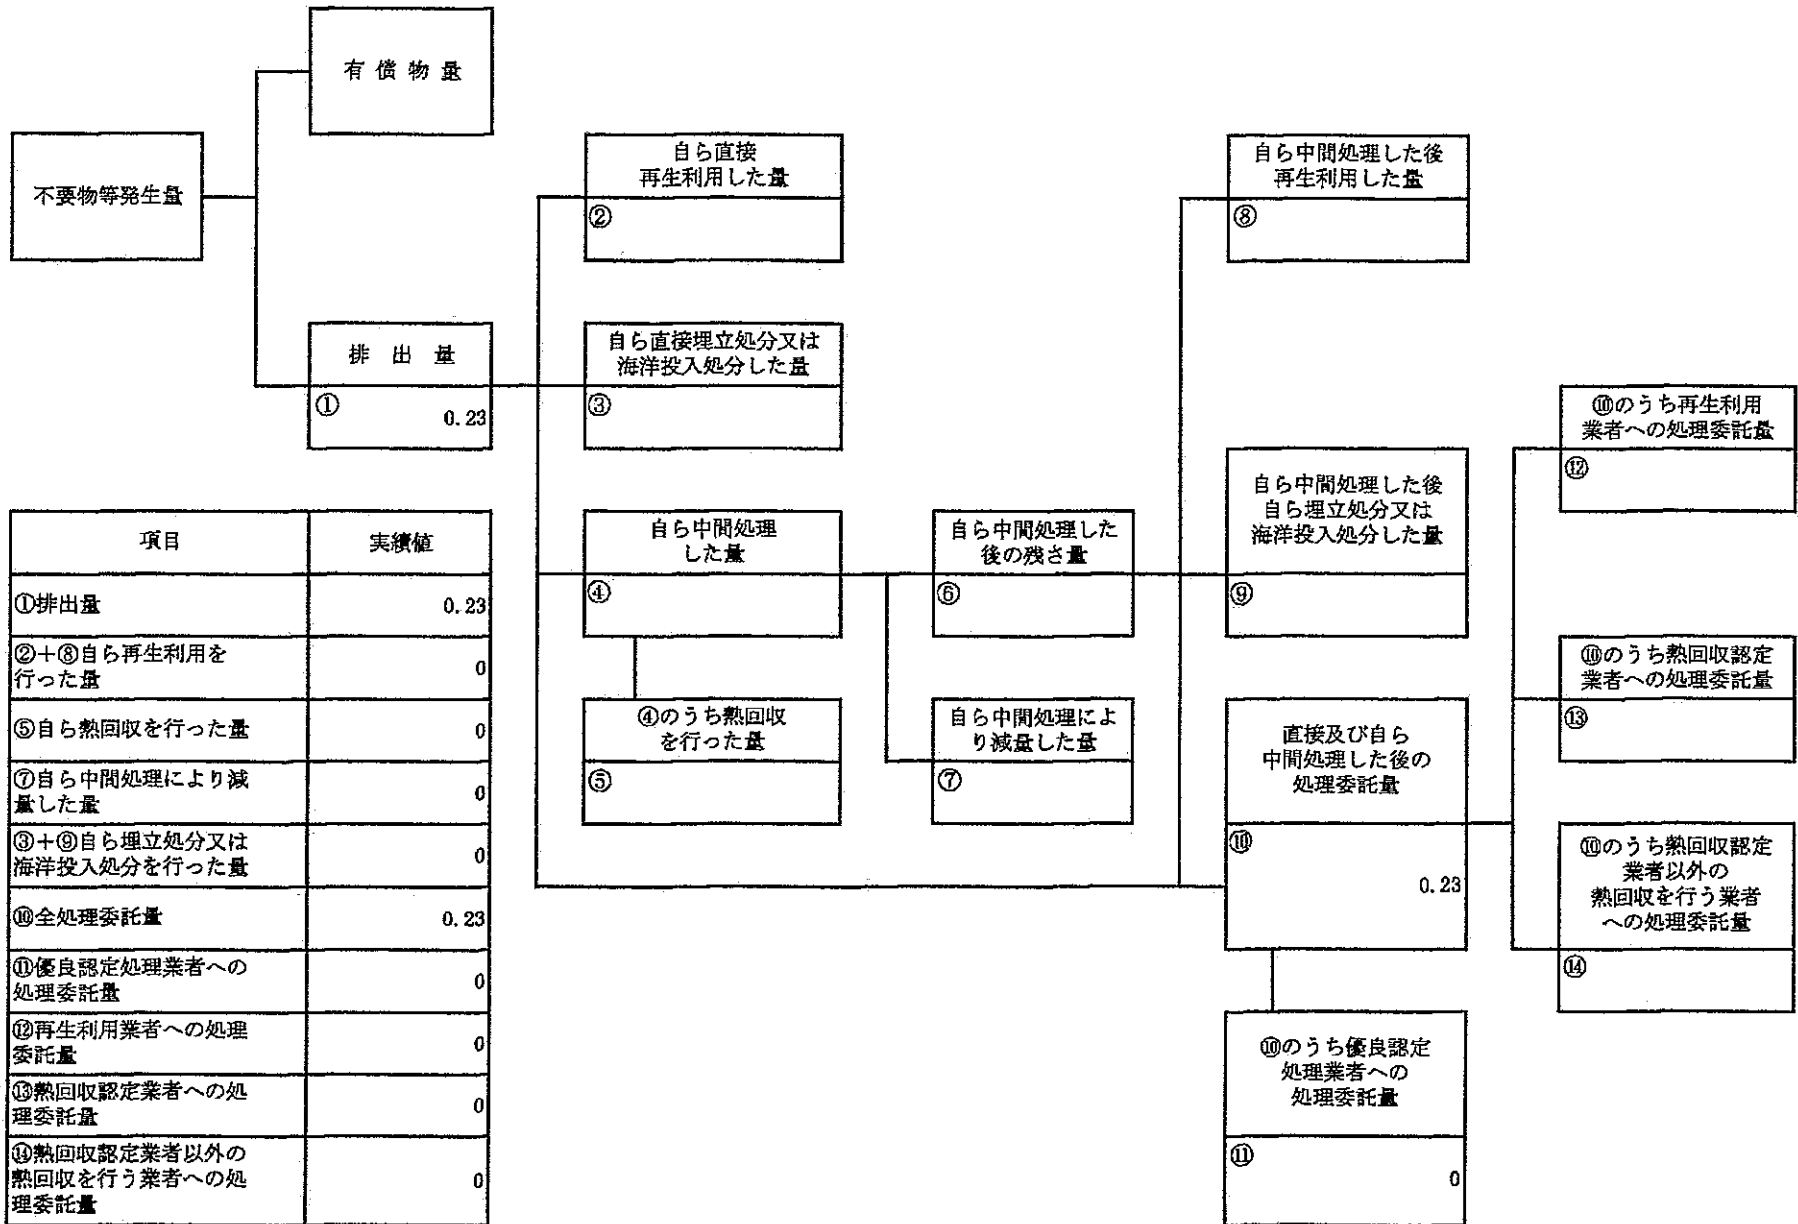 有 償 物 量
不要物等発生量
自ら直接
再生利用した量
②
自ら中間処理した後
再生利用した量
⑧
排 出 量
① 0.23
自ら直接埋立処分又は
海洋投入処分した量
③
⑩のうち再生利用
業者への処理委託量
⑫
自ら中間処理
した量
④
自ら中間処理した
後の残さ量
⑥
自ら中間処理した後
自ら埋立処分又は
海洋投入処分した量
⑨
⑩のうち熱回収認定
業者への処理委託量
⑬
④のうち熱回収
を行った量
⑤
自ら中間処理によ
り減量した量
⑦
直接及び自ら
中間処理した後の
処理委託量
⑩
0.23
⑩のうち熱回収認定
業者以外の
熱回収を行う業者
への処理委託量
⑭
⑩のうち優良認定
処理業者への
処理委託量
⑪
0
項目 実績値
①排出量 0.23
②+⑧自ら再生利用を
行った量 0
⑤自ら熱回収を行った量 0
⑦自ら中間処理により減
量した量 0
③+⑨自ら埋立処分又は
海洋投入処分を行った量 0
⑩全処理委託量 0.23
⑪優良認定処理業者への
処理委託量 0
⑫再生利用業者への処理
委託量 0
⑬熱回収認定業者への処
理委託量 0
⑭熱回収認定業者以外の
熱回収を行う業者への処 0
理委託量